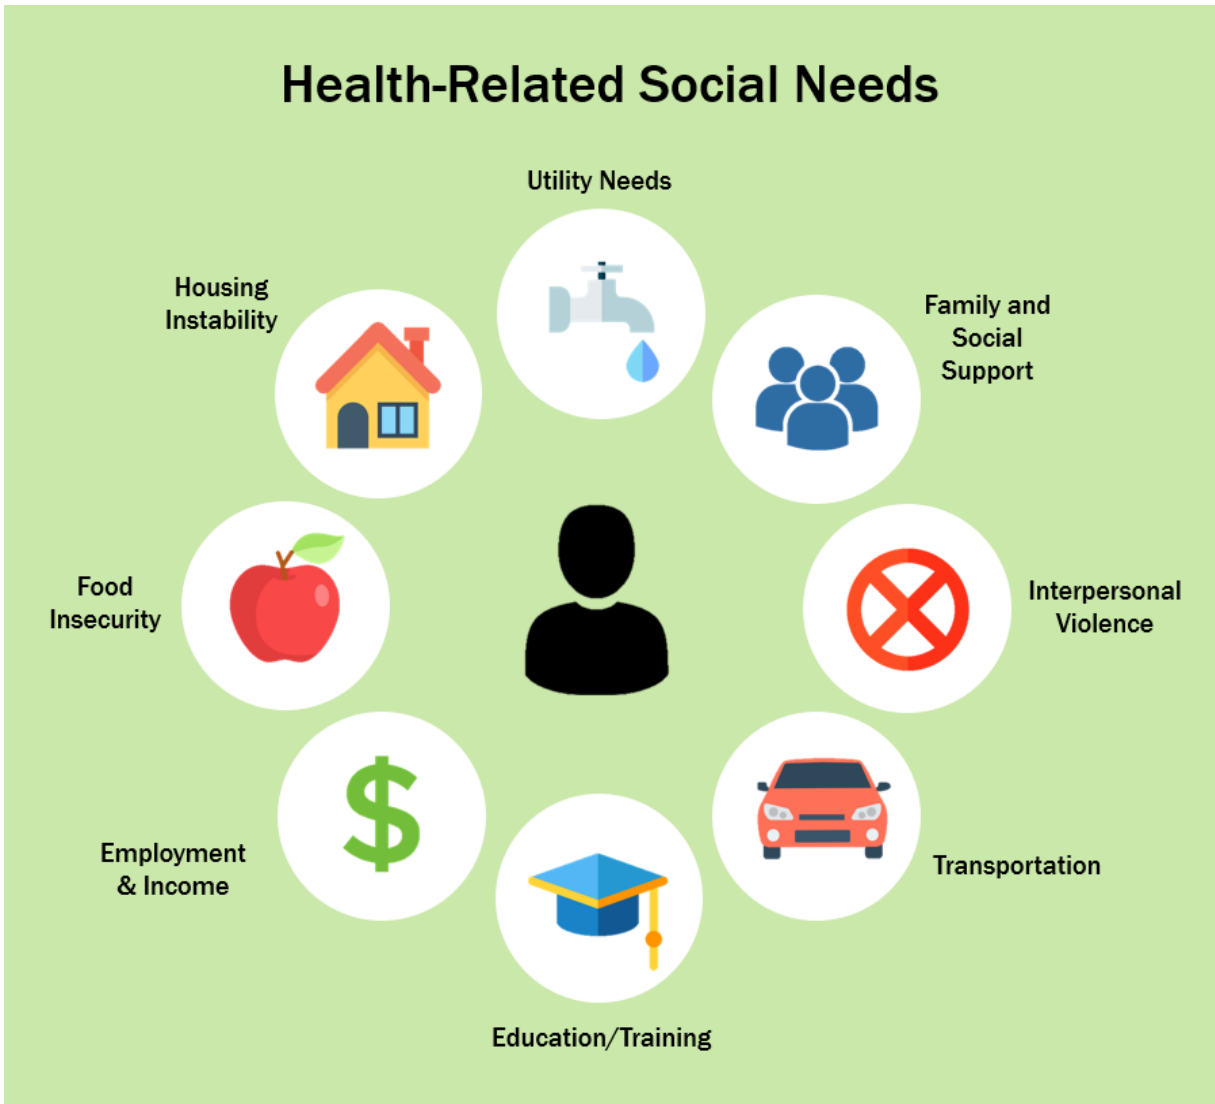 Health-Related Social Needs
Utility Needs
Family and
Social
Support
Interpersonal
Violence
Transportation
Education/Training
Employment
& Income
Food
Insecurity
Housing
Instability